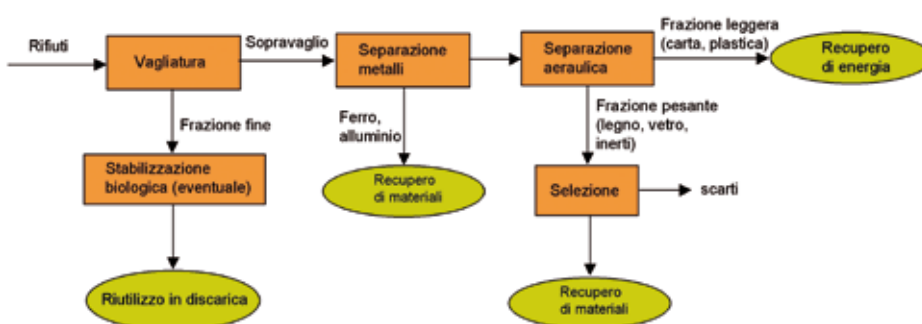 Rifiuti
Vagliatura
Sopravaglio
Separazione
metalli
Separazione
aeraulica
Frazione leggera
(carta, plastica)
Recupero
di energia
Frazione fine
Ferro,
alluminio
Frazione pesante
(legno, vetro,
inerti)
Stabilizzazione
biologica (eventuale)
Recupero
di materiali
Selezione
scarti
Riutilizzo in discarica
Recupero
di materiali